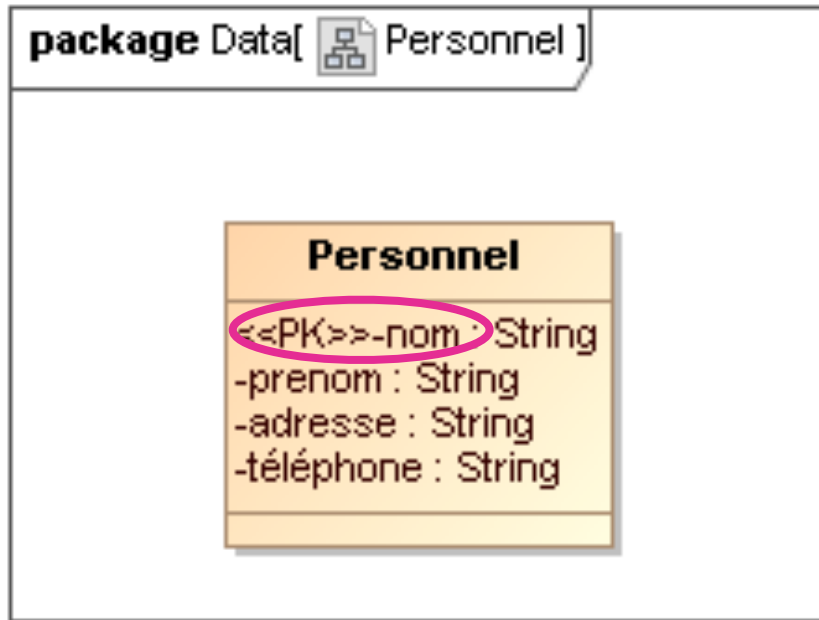 package Data[ Personnel ]
Personnel
<<PK>>-nom : String
-prenom : String
-adresse : String
-téléphone : String